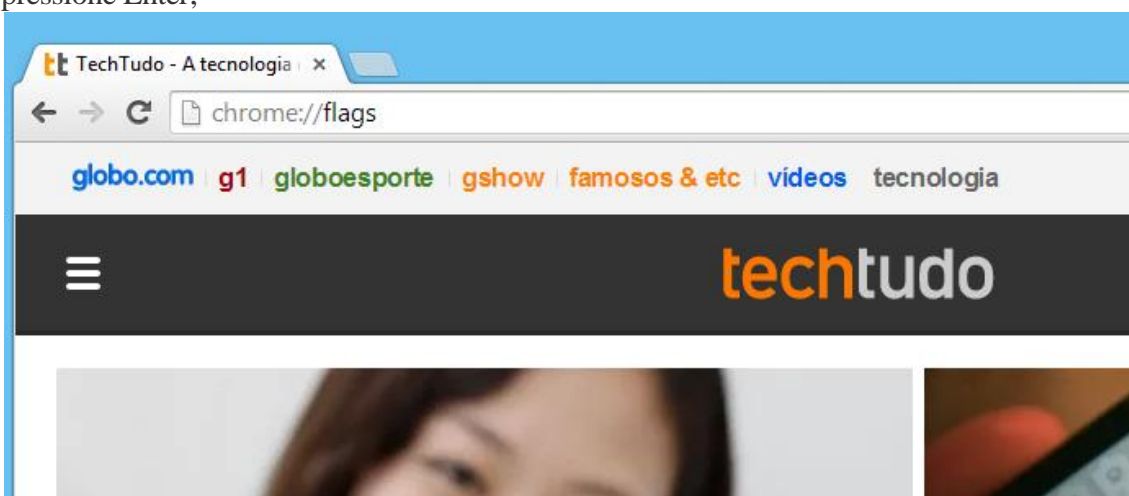 pressione Enter;
TechTudo - A tecnologia
chrome://flags
globo.com g1 globoesporte gshow famosos & etc vídeos tecnologia
techtudo